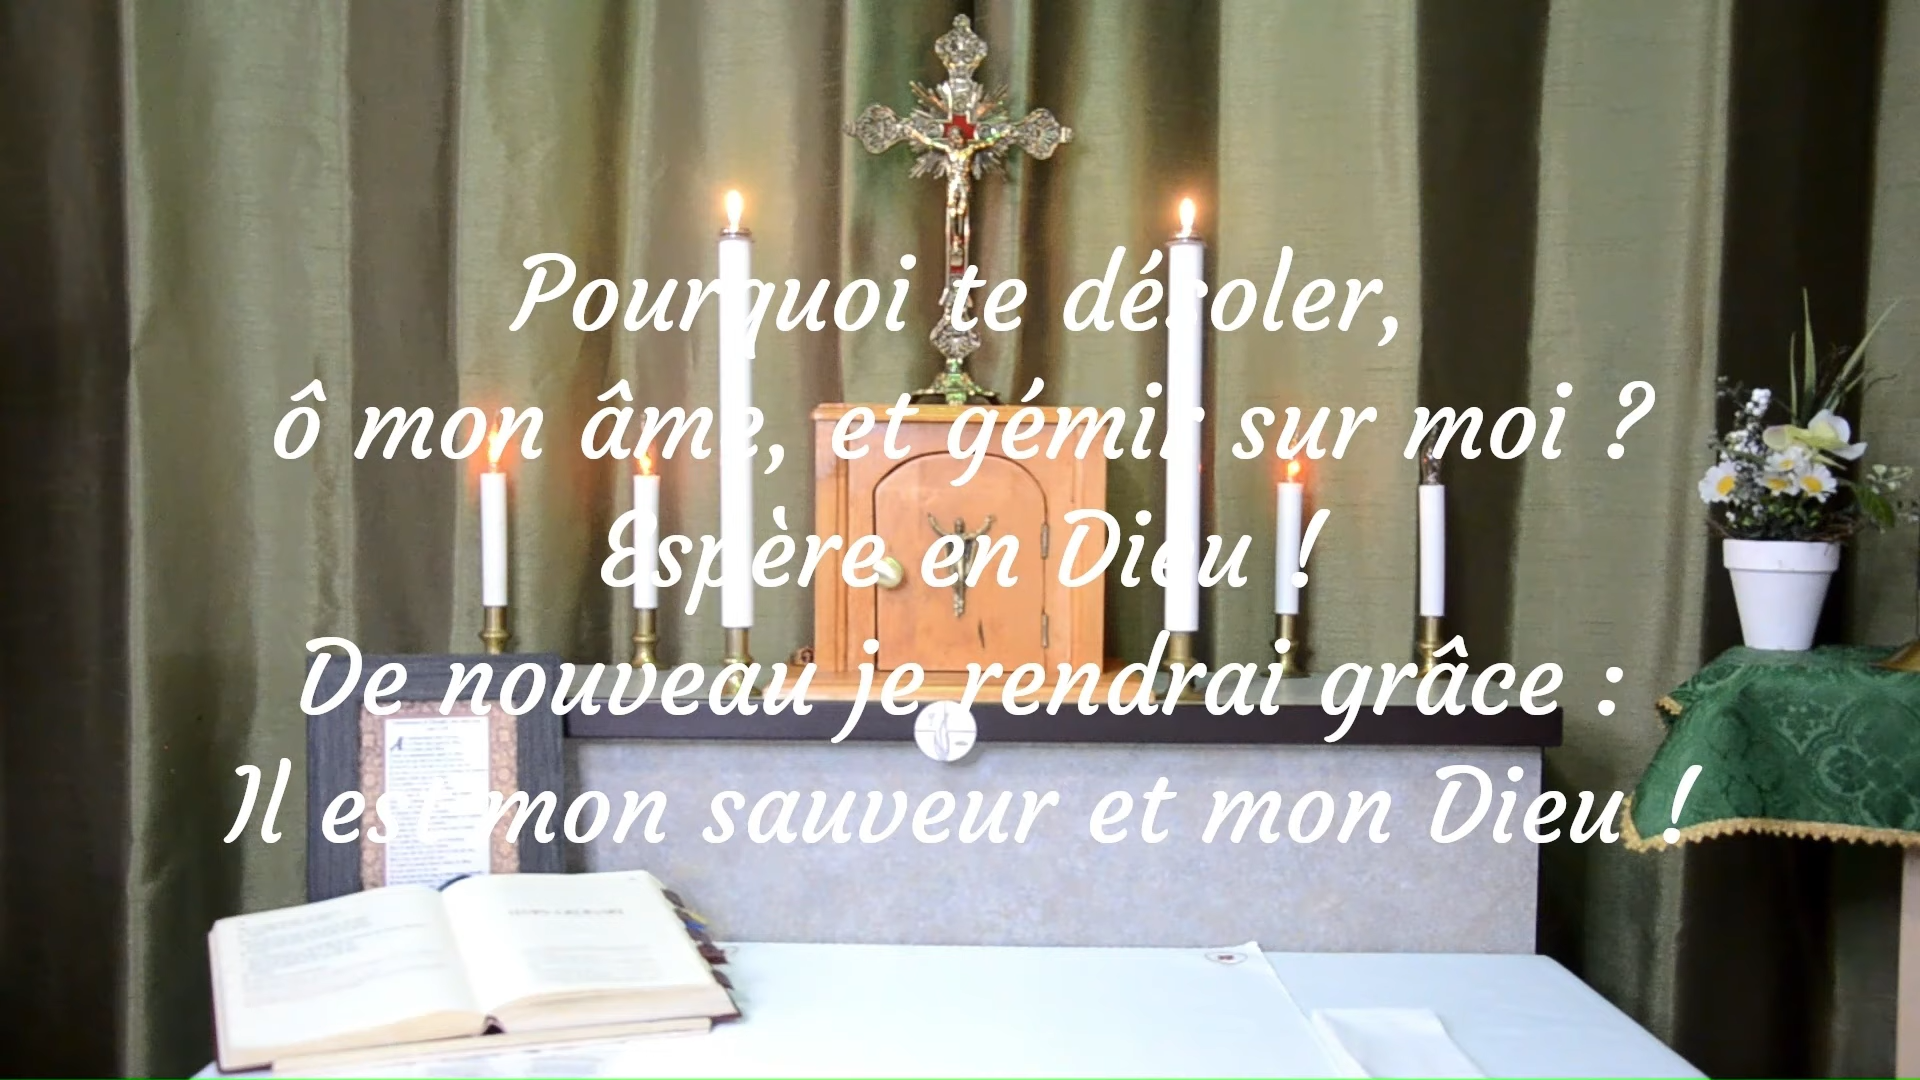 Pourquoi te désoler,
ô mon âme, et gémir sur moi ?
Espère en Dieu !
De nouveau je rendrai grâce :
Il est mon sauveur et mon Dieu !